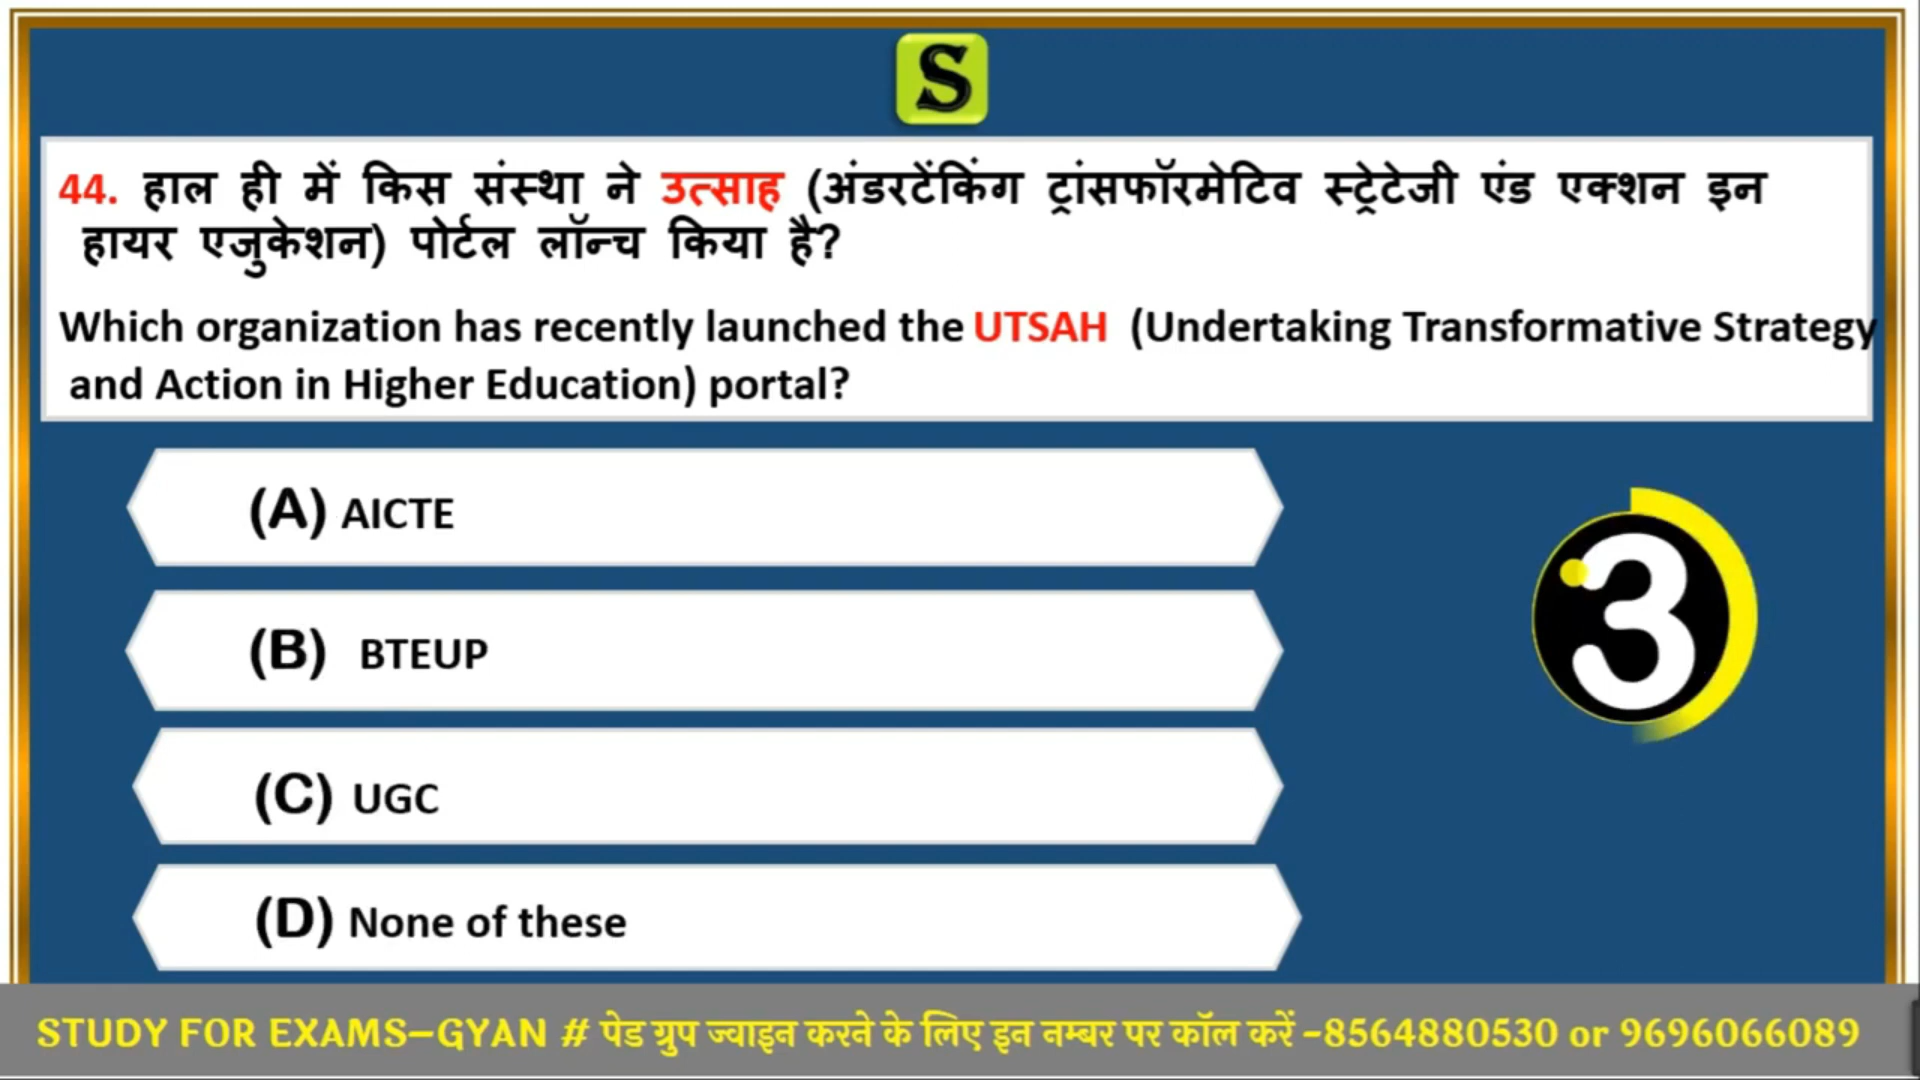 S
44. हाल ही में किस संस्था ने उत्साह (अंडरटेंकिंग ट्रांसफॉरमेटिव स्ट्रेटेजी एंड एक्शन इन
हायर एजुकेशन) पोर्टल लॉन्च किया है?
Which organization has recently launched the UTSAH (Undertaking Transformative Strategy
and Action in Higher Education) portal?
(A) AICTE
(B) BTEUP
3
(C) UGC
(D) None of these
STUDY FOR EXAMS–GYAN # पेड ग्रुप ज्वाइन करने के लिए इन नम्बर पर कॉल करें -8564880530 or 9696066089